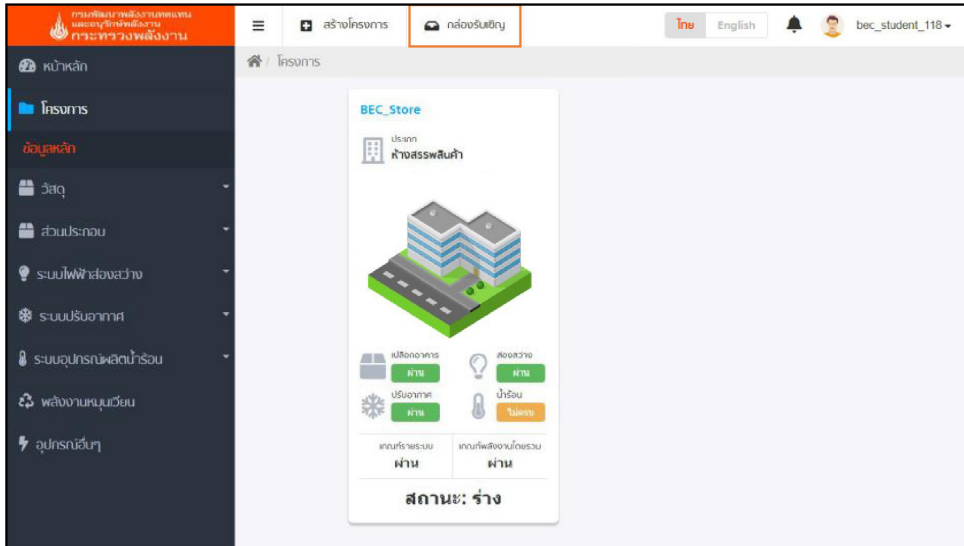 กรมพัฒนาพลังงานทดแทน
และอนุรักษ์พลังงาน
กระทรวงพลังงาน
สร้างโครงการ
กล่องรับเชิญ
ไทย English
bec_student_118
หน้าหลัก
/ โครงการ
โครงการ
ข้อมูลหลัก
วัสดุ
ส่วนประกอบ
ระบบไฟฟ้าส่องสว่าง
ระบบปรับอากาศ
ระบบอุปกรณ์ผลิตน้ำร้อน
พลังงานหมุนเวียน
อุปกรณ์อื่นๆ
BEC_Store
ประเภท
ห้างสรรพสินค้า
เปลือกอาคาร
ผ่าน
ส่องสว่าง
ผ่าน
ปรับอากาศ
ผ่าน
น้ำร้อน
ไม่ครบ
เกณฑ์รายระบบ
ผ่าน
เกณฑ์พลังงานโดยรวม
ผ่าน
สถานะ: ร่าง